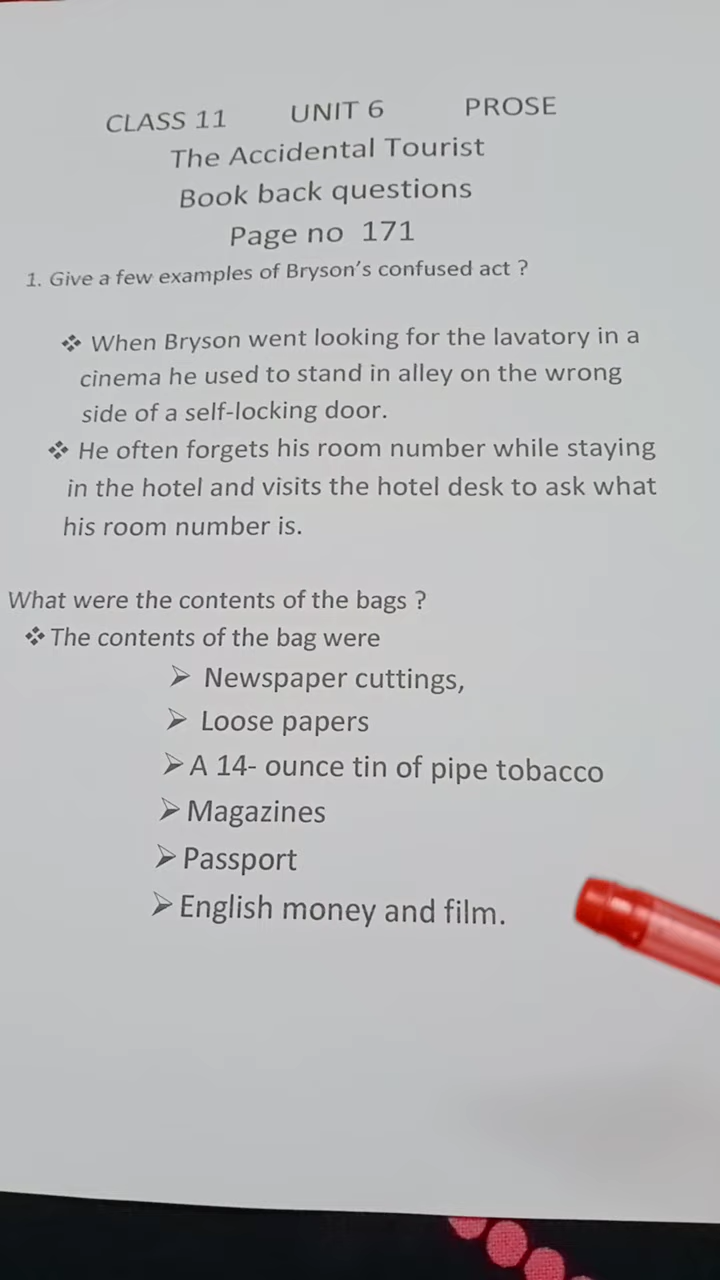 CLASS 11 UNIT 6 PROSE
The Accidental Tourist
Book back questions
Page no 171
1. Give a few examples of Bryson's confused act ?
❖ When Bryson went looking for the lavatory in a
cinema he used to stand in alley on the wrong
side of a self-locking door.
❖ He often forgets his room number while staying
in the hotel and visits the hotel desk to ask what
his room number is.
What were the contents of the bags ?
❖ The contents of the bag were
➢ Newspaper cuttings,
➢ Loose papers
➢ A 14- ounce tin of pipe tobacco
➢ Magazines
➢ Passport
➢ English money and film.